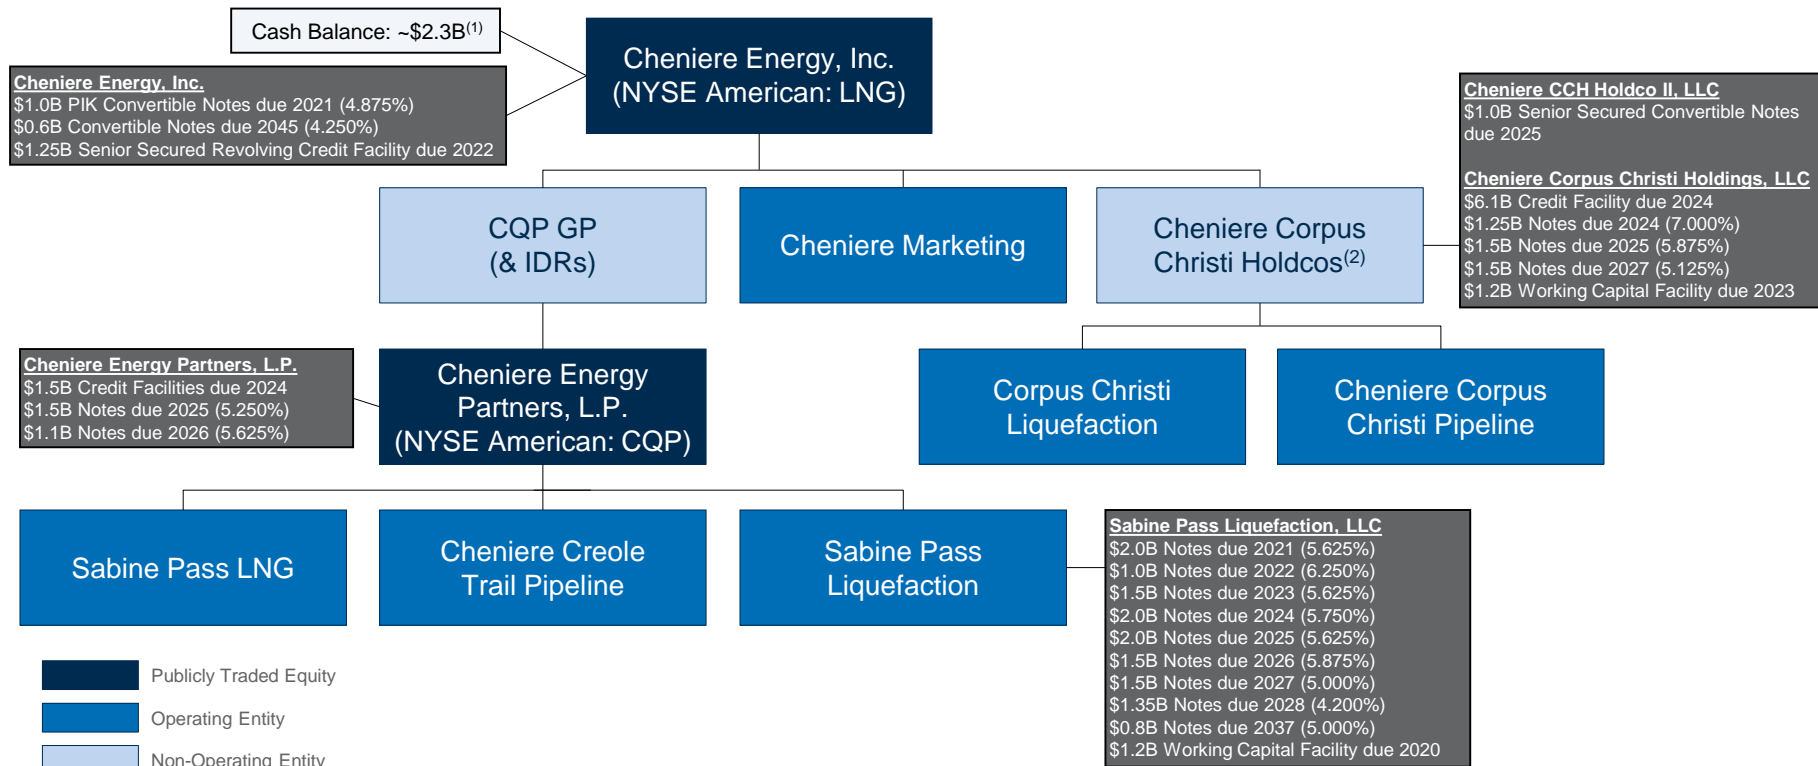 Cash Balance: ~$2.3B(1)
Cheniere Energy, Inc.
(NYSE American: LNG)
Cheniere Energy, Inc.
$1.0B PIK Convertible Notes due 2021 (4.875%)
$0.6B Convertible Notes due 2045 (4.250%)
$1.25B Senior Secured Revolving Credit Facility due 2022
Cheniere CCH Holdco II, LLC
$1.0B Senior Secured Convertible Notes
due 2025
Cheniere Corpus Christi Holdings, LLC
$6.1B Credit Facility due 2024
$1.25B Notes due 2024 (7.000%)
$1.5B Notes due 2025 (5.875%)
$1.5B Notes due 2027 (5.125%)
$1.2B Working Capital Facility due 2023
CQP GP
(& IDRs)
Cheniere Marketing
Cheniere Corpus
Christi Holdcos(2)
Cheniere Energy Partners, L.P.
$1.5B Credit Facilities due 2024
$1.5B Notes due 2025 (5.250%)
$1.1B Notes due 2026 (5.625%)
Cheniere Energy
Partners, L.P.
(NYSE American: CQP)
Corpus Christi
Liquefaction
Cheniere Corpus
Christi Pipeline
Sabine Pass LNG
Cheniere Creole
Trail Pipeline
Sabine Pass
Liquefaction
Sabine Pass Liquefaction, LLC
$2.0B Notes due 2021 (5.625%)
$1.0B Notes due 2022 (6.250%)
$1.5B Notes due 2023 (5.625%)
$2.0B Notes due 2024 (5.750%)
$2.0B Notes due 2025 (5.625%)
$1.5B Notes due 2026 (5.875%)
$1.5B Notes due 2027 (5.000%)
$1.35B Notes due 2028 (4.200%)
$0.8B Notes due 2037 (5.000%)
$1.2B Working Capital Facility due 2020
Publicly Traded Equity
Operating Entity
Non-Operating Entity